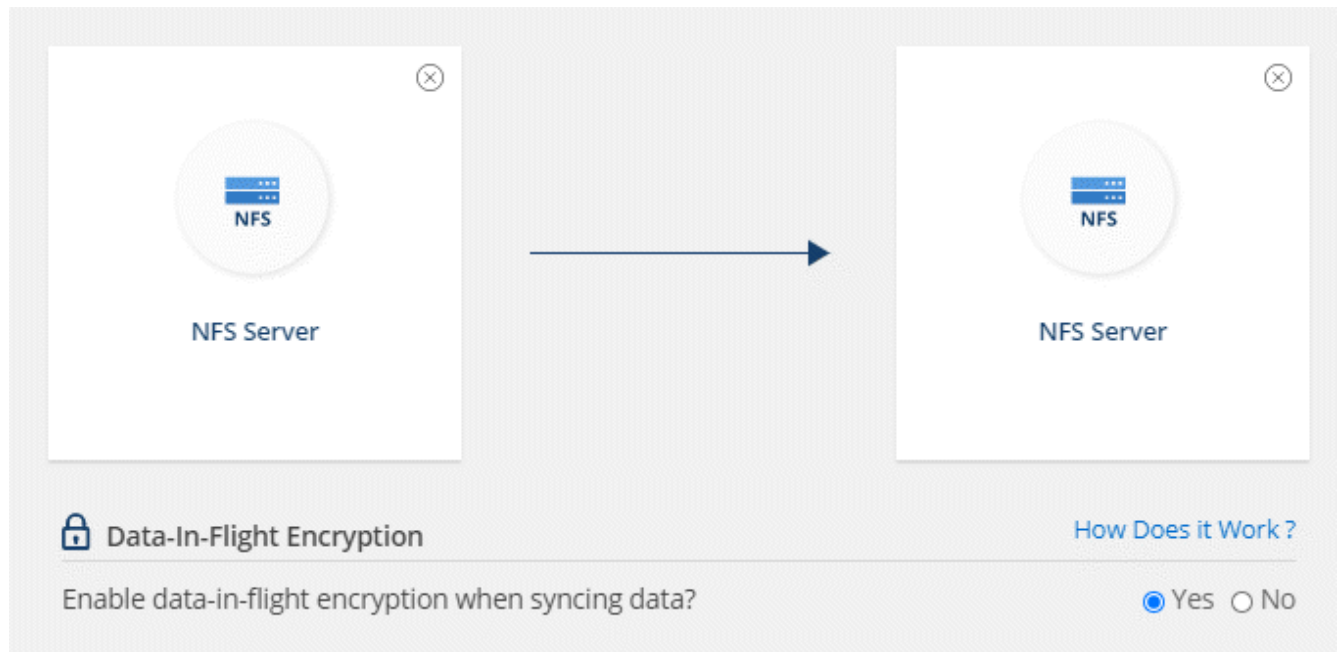 NFS
NFS
NFS Server
NFS Server
Data-In-Flight Encryption
How Does it Work ?
Enable data-in-flight encryption when syncing data?
Yes
No